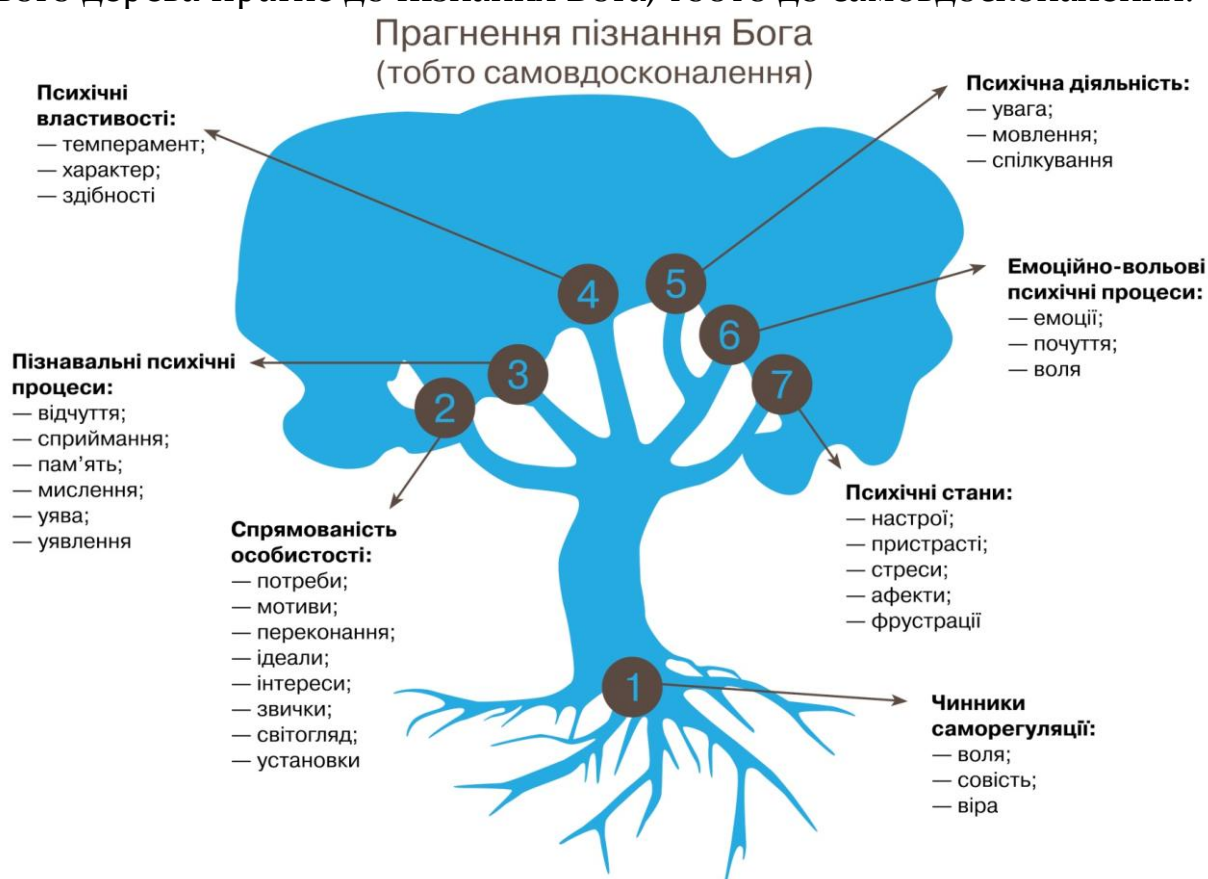 Прагнення пізнання Бога
(тобто самовдосконалення)
Психічні
властивості:
— темперамент;
— характер;
— здібності
Психічна діяльність:
— увага;
— мовлення;
— спілкування
Емоційно-вольові
психічні процеси:
— емоції;
— почуття;
— воля
Пізнавальні психічні
процеси:
— відчуття;
— сприймання;
— пам’ять;
— мислення;
— уява;
— уявлення
4
5
6
3
7
2
Спрямованість
особистості:
— потреби;
— мотиви;
— переконання;
— ідеали;
— інтереси;
— звички;
— світогляд;
— установки
Психічні стани:
— настрої;
— пристрасті;
— стреси;
— афекти;
— фрустрації
1
Чинники
саморегуляції:
— воля;
— совість;
— віра